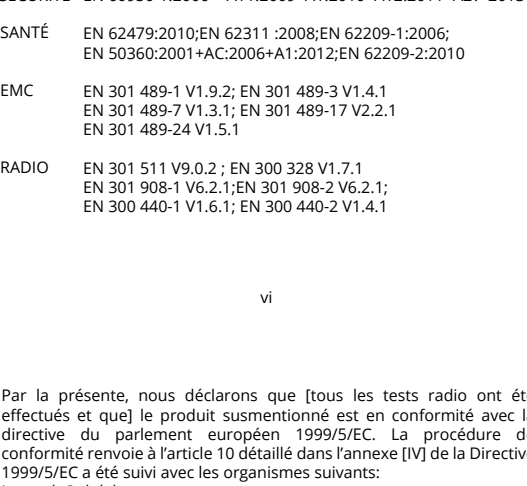 SANTÉ EN 62479:2010;EN 62311 :2008;EN 62209-1:2006;
EN 50360:2001+AC:2006+A1:2012;EN 62209-2:2010
EMC EN 301 489-1 V1.9.2; EN 301 489-3 V1.4.1
EN 301 489-7 V1.3.1; EN 301 489-17 V2.2.1
EN 301 489-24 V1.5.1
RADIO EN 301 511 V9.0.2 ; EN 300 328 V1.7.1
EN 301 908-1 V6.2.1;EN 301 908-2 V6.2.1;
EN 300 440-1 V1.6.1; EN 300 440-2 V1.4.1
vi
Par la présente, nous déclarons que [tous les tests radio ont ét
effectués et que] le produit susmentionné est en conformité avec l
directive du parlement européen 1999/5/EC. La procédure d
conformité renvoie à l'article 10 détaillé dans l'annexe [IV] de la Directiv
1999/5/EC a été suivi avec les organismes suivants: